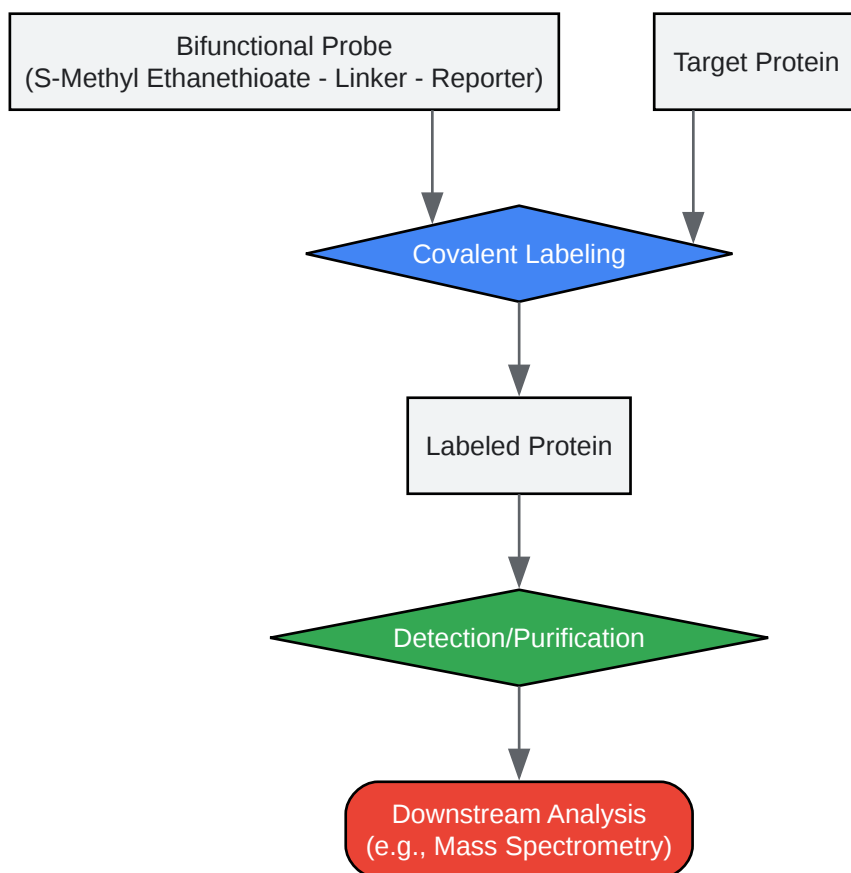 Bifunctional Probe
(S-Methyl Ethanethioate - Linker - Reporter)
Target Protein
Covalent Labeling
Labeled Protein
Detection/Purification
Downstream Analysis
(e.g., Mass Spectrometry)